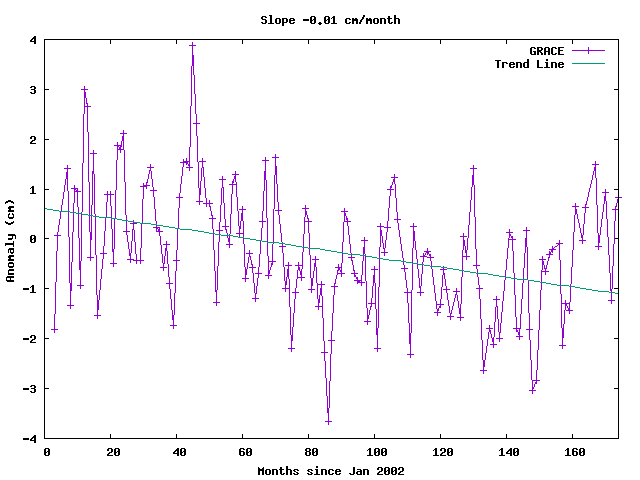 Slope -0.01 cm/month
GRACE
Trend Line
4
3
2
1
0
-1
-2
-3
-4
Anomaly (cm)
0 20 40 60 80 100 120 140 160
Months since Jan 2002